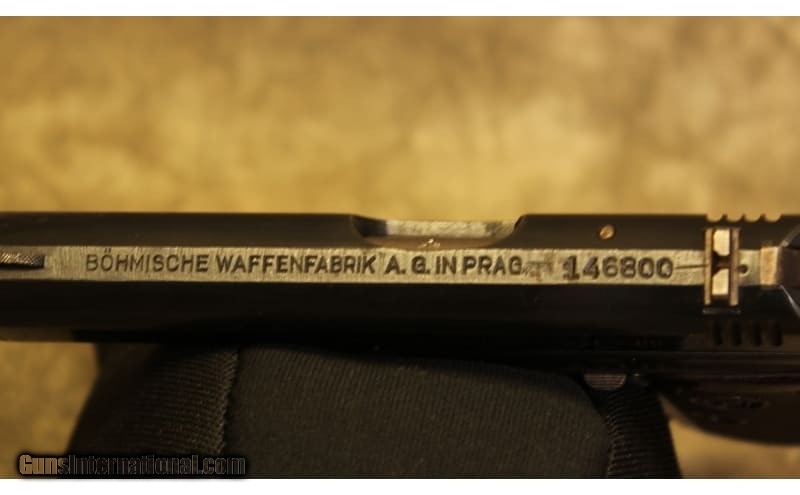 BÖHMISCHE WAFFENFABRIK A. G. IN PRAG 146800
GunsInternational.com